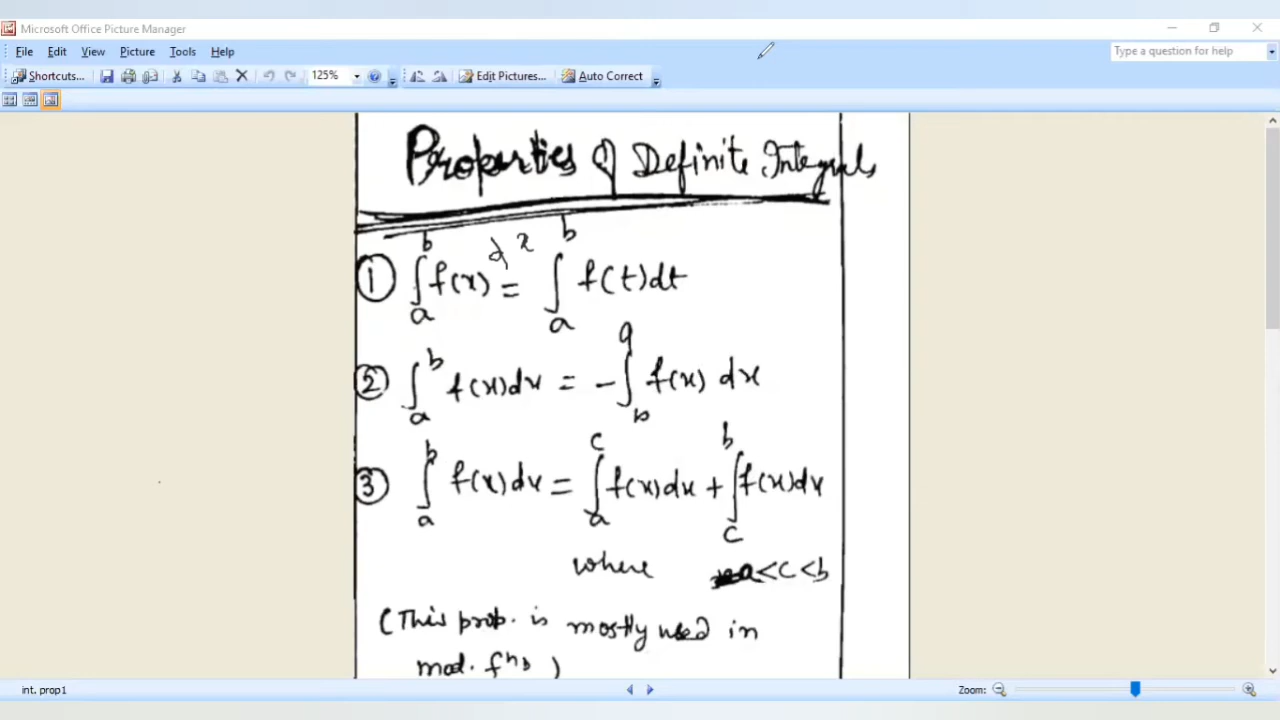 Microsoft Office Picture Manager
File Edit View Picture Tools Help
Type a question for help
Shortcuts... 125% Edit Pictures... Auto Correct
Properties of Definite Integrals
① ∫_a^b f(x) dx = ∫_a^b f(t)dt
② ∫_a^b f(x)dx = -∫_b^a f(x) dx
③ ∫_a^b f(x)dx = ∫_a^c f(x)dx + ∫_c^b f(x)dx
where a<c<b
(This prob. is mostly used in
mod. fⁿs)
int. prop1
Zoom: